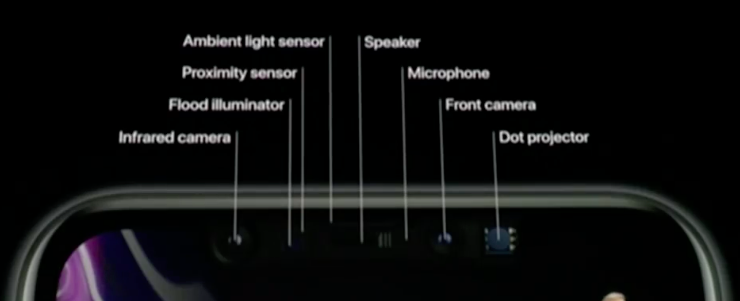 Ambient light sensor
Speaker
Proximity sensor
Microphone
Flood illuminator
Front camera
Infrared camera
Dot projector